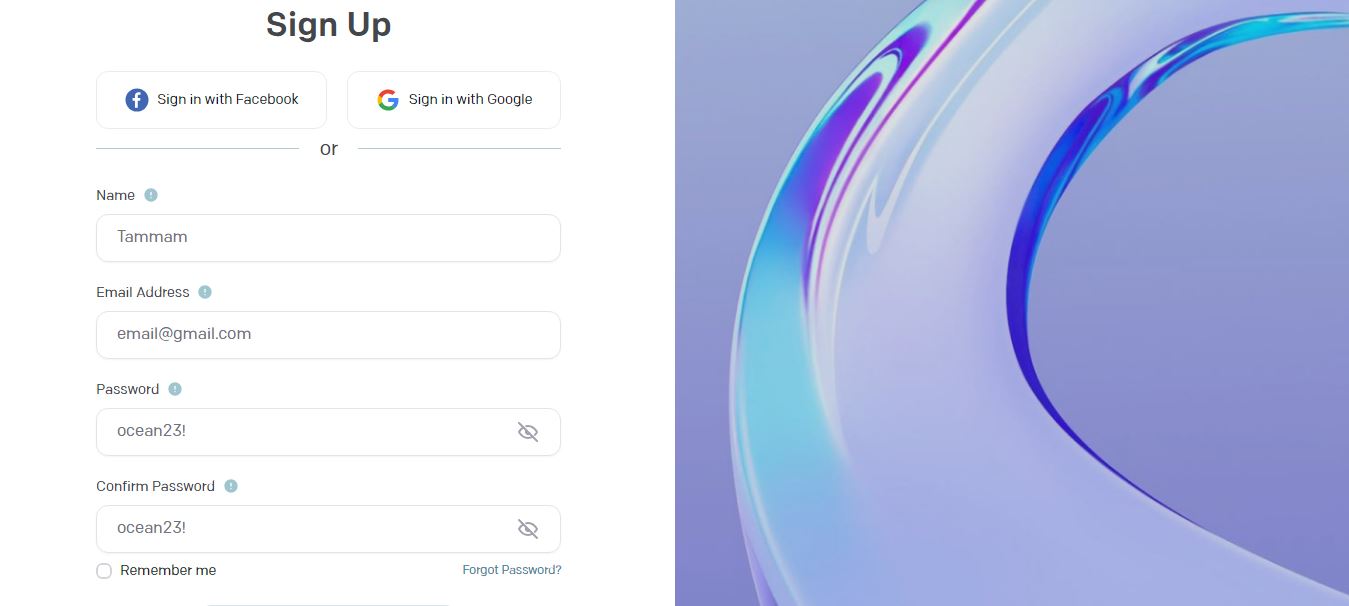 Sign Up
Sign in with Facebook
Sign in with Google
or
Name
Tammam
Email Address
email@gmail.com
Password
ocean23!
Confirm Password
ocean23!
Remember me
Forgot Password?